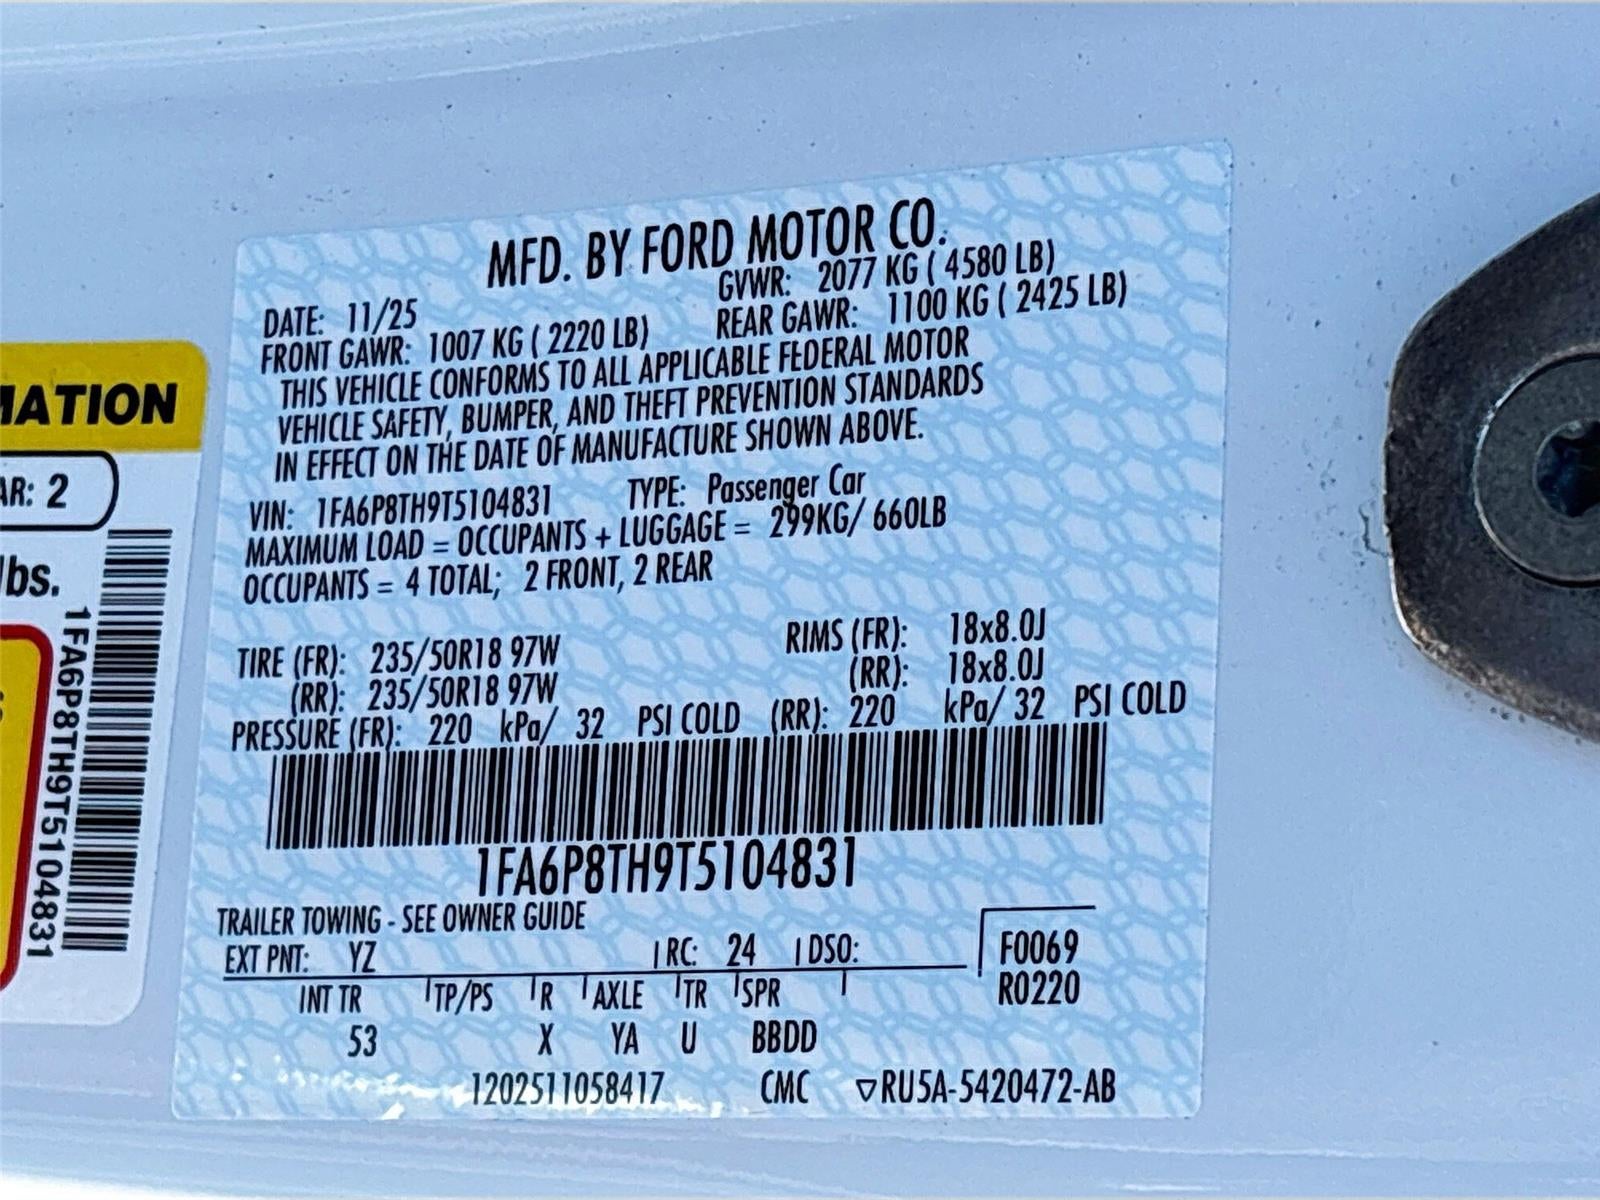 MFD. BY FORD MOTOR CO.
DATE: 11/25 GVWR: 2077 KG ( 4580 LB)
FRONT GAWR: 1007 KG ( 2220 LB) REAR GAWR: 1100 KG ( 2425 LB)
THIS VEHICLE CONFORMS TO ALL APPLICABLE FEDERAL MOTOR
VEHICLE SAFETY, BUMPER, AND THEFT PREVENTION STANDARDS
IN EFFECT ON THE DATE OF MANUFACTURE SHOWN ABOVE.
VIN: 1FA6P8TH9T5104831 TYPE: Passenger Car
MAXIMUM LOAD = OCCUPANTS + LUGGAGE = 299KG/ 660LB
OCCUPANTS = 4 TOTAL; 2 FRONT, 2 REAR
TIRE (FR): 235/50R18 97W RIMS (FR): 18x8.0J
(RR): 235/50R18 97W (RR): 18x8.0J
PRESSURE (FR): 220 kPa/ 32 PSI COLD (RR): 220 kPa/ 32 PSI COLD
1FA6P8TH9T5104831
TRAILER TOWING - SEE OWNER GUIDE
EXT PNT: YZ RC: 24 DSO: F0069
R0220
INT TR TP/PS R AXLE TR SPR
53 X YA U BBDD
1202511058417 CMC ▽RU5A-5420472-AB
MATION
AR: 2
lbs.
1FA6P8TH9T5104831